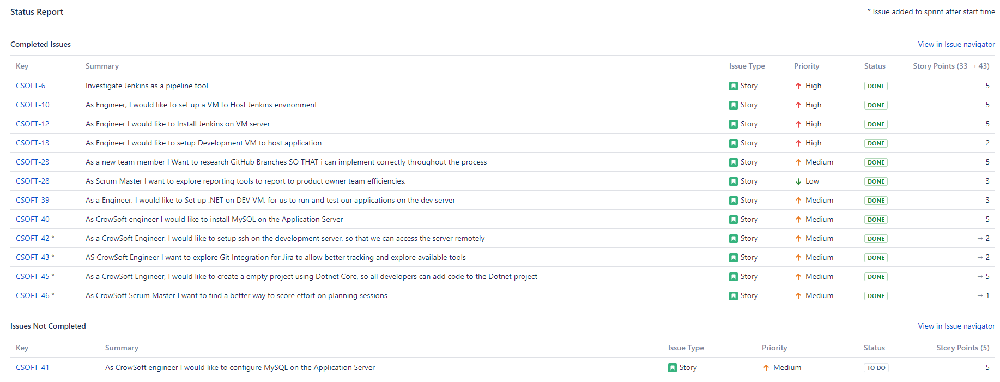 Status Report
* Issue added to sprint after start time
Completed Issues
View in Issue navigator
Key Summary Issue Type Priority Status Story Points (33 → 43)
CSOFT-6 Investigate Jenkins as a pipeline tool Story High DONE 5
CSOFT-10 As Engineer, I would like to set up a VM to Host Jenkins environment Story High DONE 5
CSOFT-12 As Engineer I would like to Install Jenkins on VM server Story High DONE 5
CSOFT-13 As Engineer I would like to setup Development VM to host application Story High DONE 2
CSOFT-23 As a new team member I Want to research GitHub Branches SO THAT i can implement correctly throughout the process Story Medium DONE 5
CSOFT-28 As Scrum Master I want to explore reporting tools to report to product owner team efficiencies. Story Low DONE 3
CSOFT-39 As a Engineer, I would like to Set up .NET on DEV VM, for us to run and test our applications on the dev server Story Medium DONE 3
CSOFT-40 As CrowSoft engineer I would like to install MySQL on the Application Server Story Medium DONE 5
CSOFT-42 * As a CrowSoft Engineer, I would like to setup ssh on the development server, so that we can access the server remotely Story Medium DONE - → 2
CSOFT-43 * AS CrowSoft Engineer I want to explore Git Integration for Jira to allow better tracking and explore available tools Story Medium DONE - → 2
CSOFT-45 * As a CrowSoft Engineer, I would like to create a empty project using Dotnet Core, so all developers can add code to the Dotnet project Story Medium DONE - → 5
CSOFT-46 * As CrowSoft Scrum Master I want to find a better way to score effort on planning sessions Story Medium DONE - → 1
Issues Not Completed
View in Issue navigator
Key Summary Issue Type Priority Status Story Points (5)
CSOFT-41 As CrowSoft engineer I would like to configure MySQL on the Application Server Story Medium TO DO 5